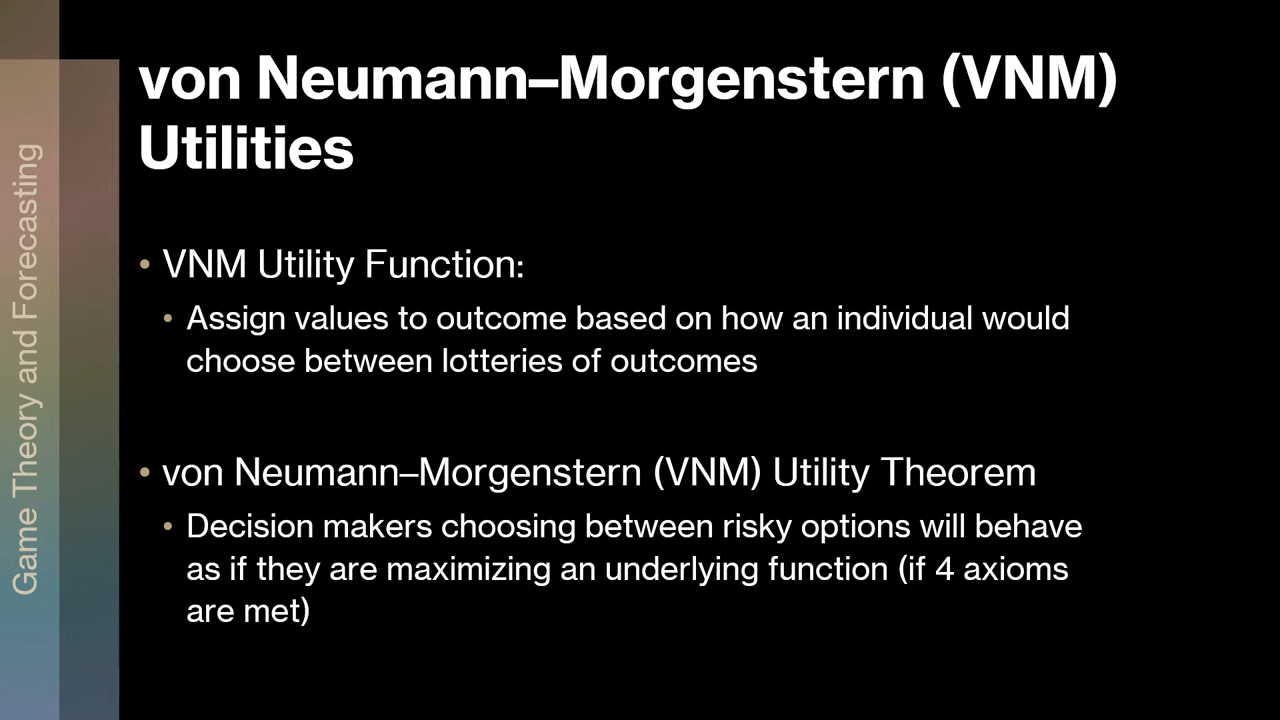 von Neumann–Morgenstern (VNM)
Utilities
• VNM Utility Function:
• Assign values to outcome based on how an individual would
choose between lotteries of outcomes
• von Neumann–Morgenstern (VNM) Utility Theorem
• Decision makers choosing between risky options will behave
as if they are maximizing an underlying function (if 4 axioms
are met)
Game Theory and Forecasting